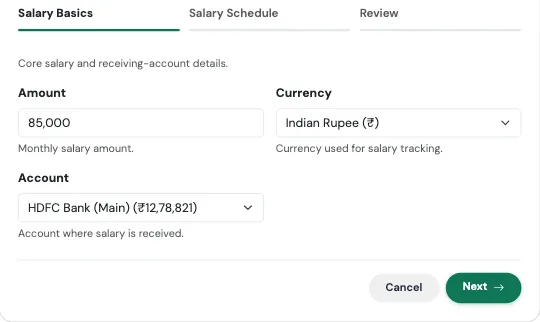 Salary Basics
Salary Schedule
Review
Core salary and receiving-account details.
Amount
Currency
85,000
Indian Rupee (₹)
Monthly salary amount.
Currency used for salary tracking.
Account
HDFC Bank (Main) (₹12,78,821)
Account where salary is received.
Cancel
Next →